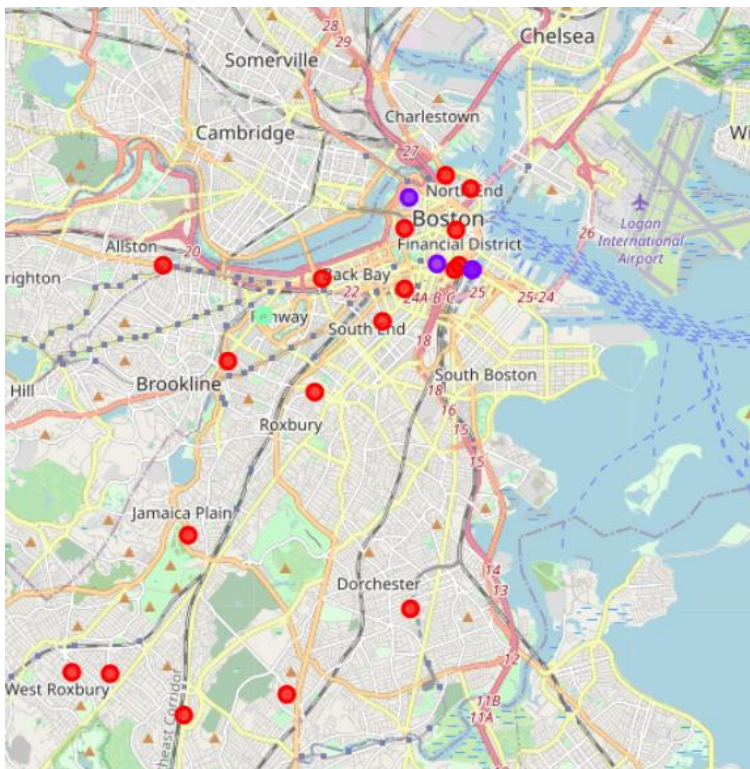 Chelsea
28
29
Somerville
Charlestown
Cambridge
27
North End
Boston
Logan
International
Airport
26
Allston
20
Financial District
Back Bay
22
24A-B-C
25
25-24
Fenway
South End
18
Hill
Brookline
South Boston
18
16
Roxbury
15
15
Jamaica Plain
14
13
Dorchester
12
West Roxbury
11B
11A